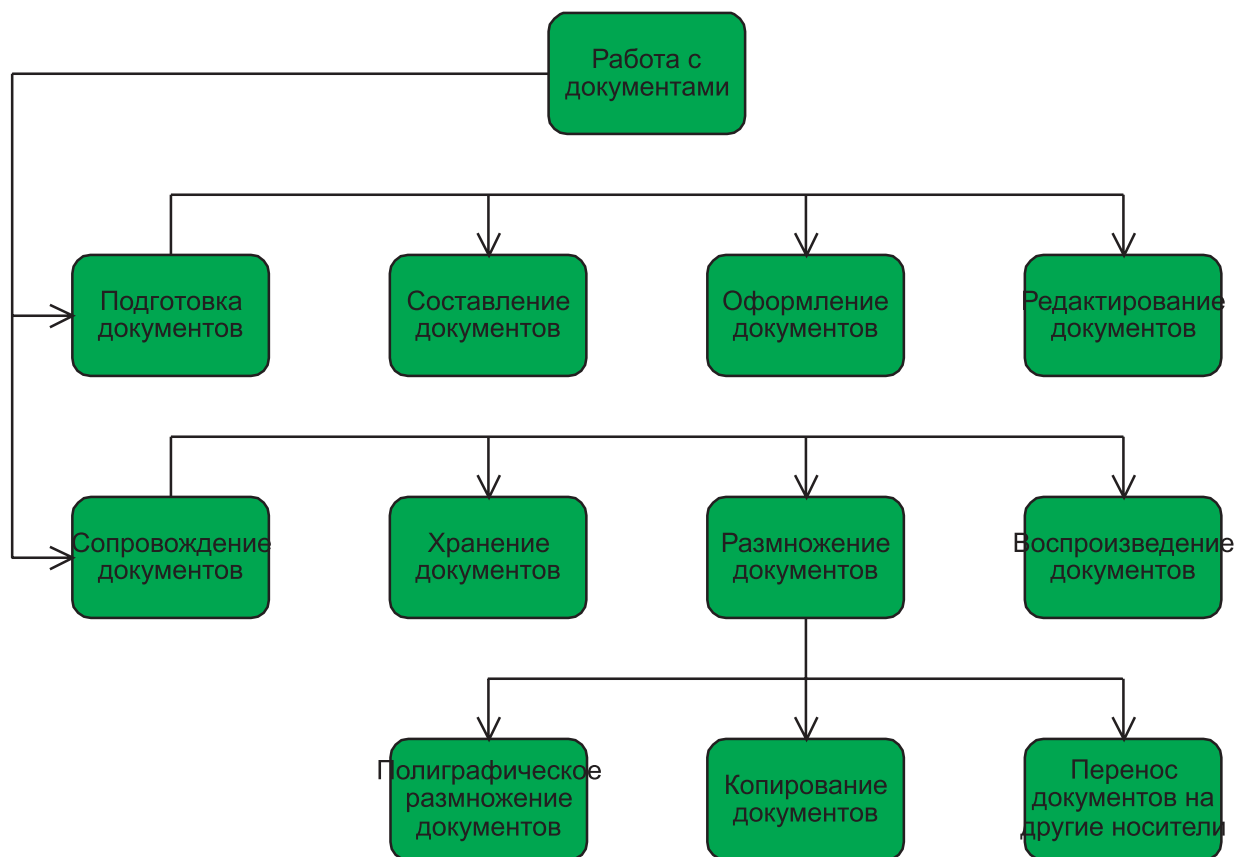 Работа с
документами
Подготовка
документов
Составление
документов
Оформление
документов
Редактирование
документов
Сопровождение
документов
Хранение
документов
Размножение
документов
Воспроизведение
документов
Полиграфическое
размножение
документов
Копирование
документов
Перенос
документов на
другие носители